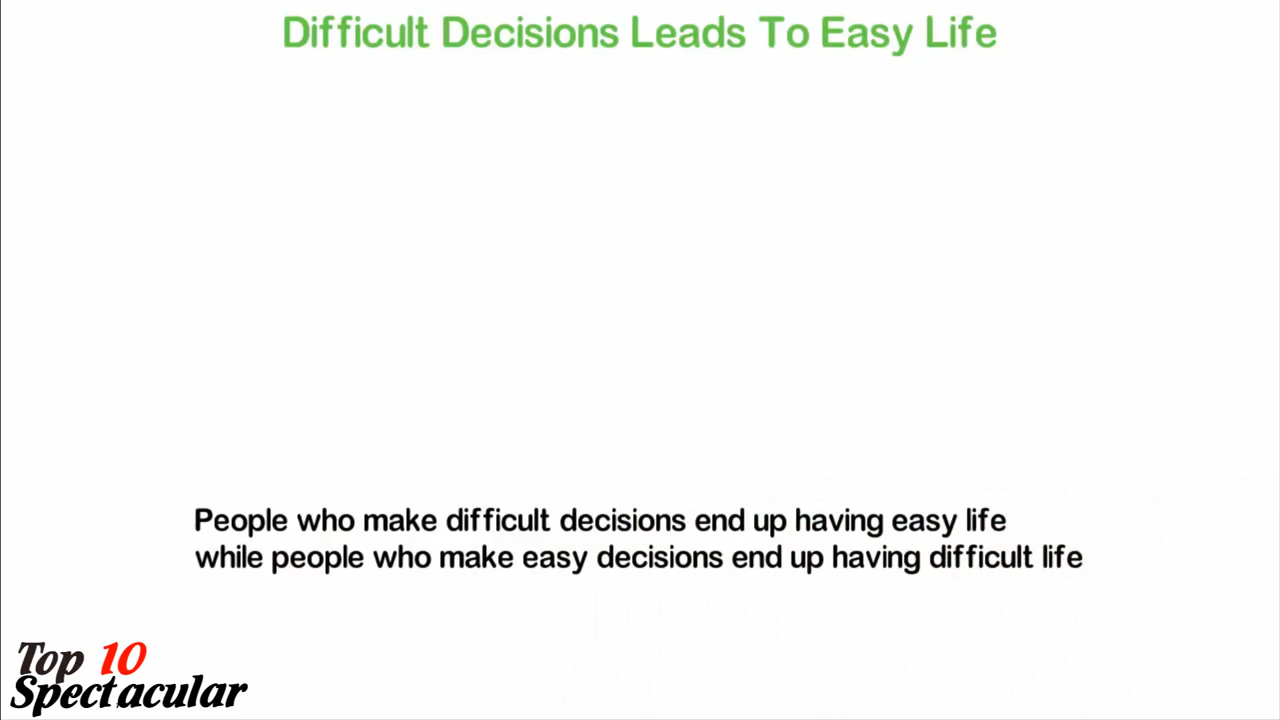 Difficult Decisions Leads To Easy Life
People who make difficult decisions end up having easy life
while people who make easy decisions end up having difficult life
Top 10
Spectacular